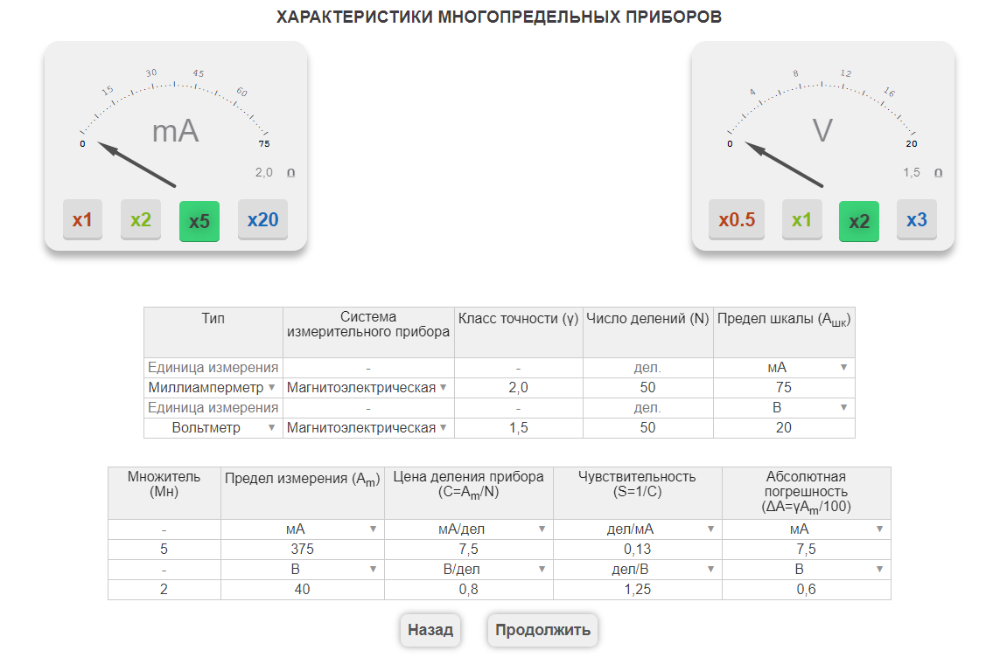 ХАРАКТЕРИСТИКИ МНОГОПРЕДЕЛЬНЫХ ПРИБОРОВ
0 15 30 45 60 75
mA
2,0
x1 x2 x5 x20
0 4 8 12 16 20
V
1,5
x0.5 x1 x2 x3
Тип Система измерительного прибора Класс точности (γ) Число делений (N) Предел шкалы (Aшк)
Единица измерения - - дел. мА
Миллиамперметр Магнитоэлектрическая 2,0 50 75
Единица измерения - - дел. В
Вольтметр Магнитоэлектрическая 1,5 50 20
Множитель (Мн) Предел измерения (Am) Цена деления прибора (C=Am/N) Чувствительность (S=1/C) Абсолютная погрешность (ΔA=γAm/100)
- мА мА/дел дел/мА мА
5 375 7,5 0,13 7,5
- В В/дел дел/В В
2 40 0,8 1,25 0,6
Назад Продолжить